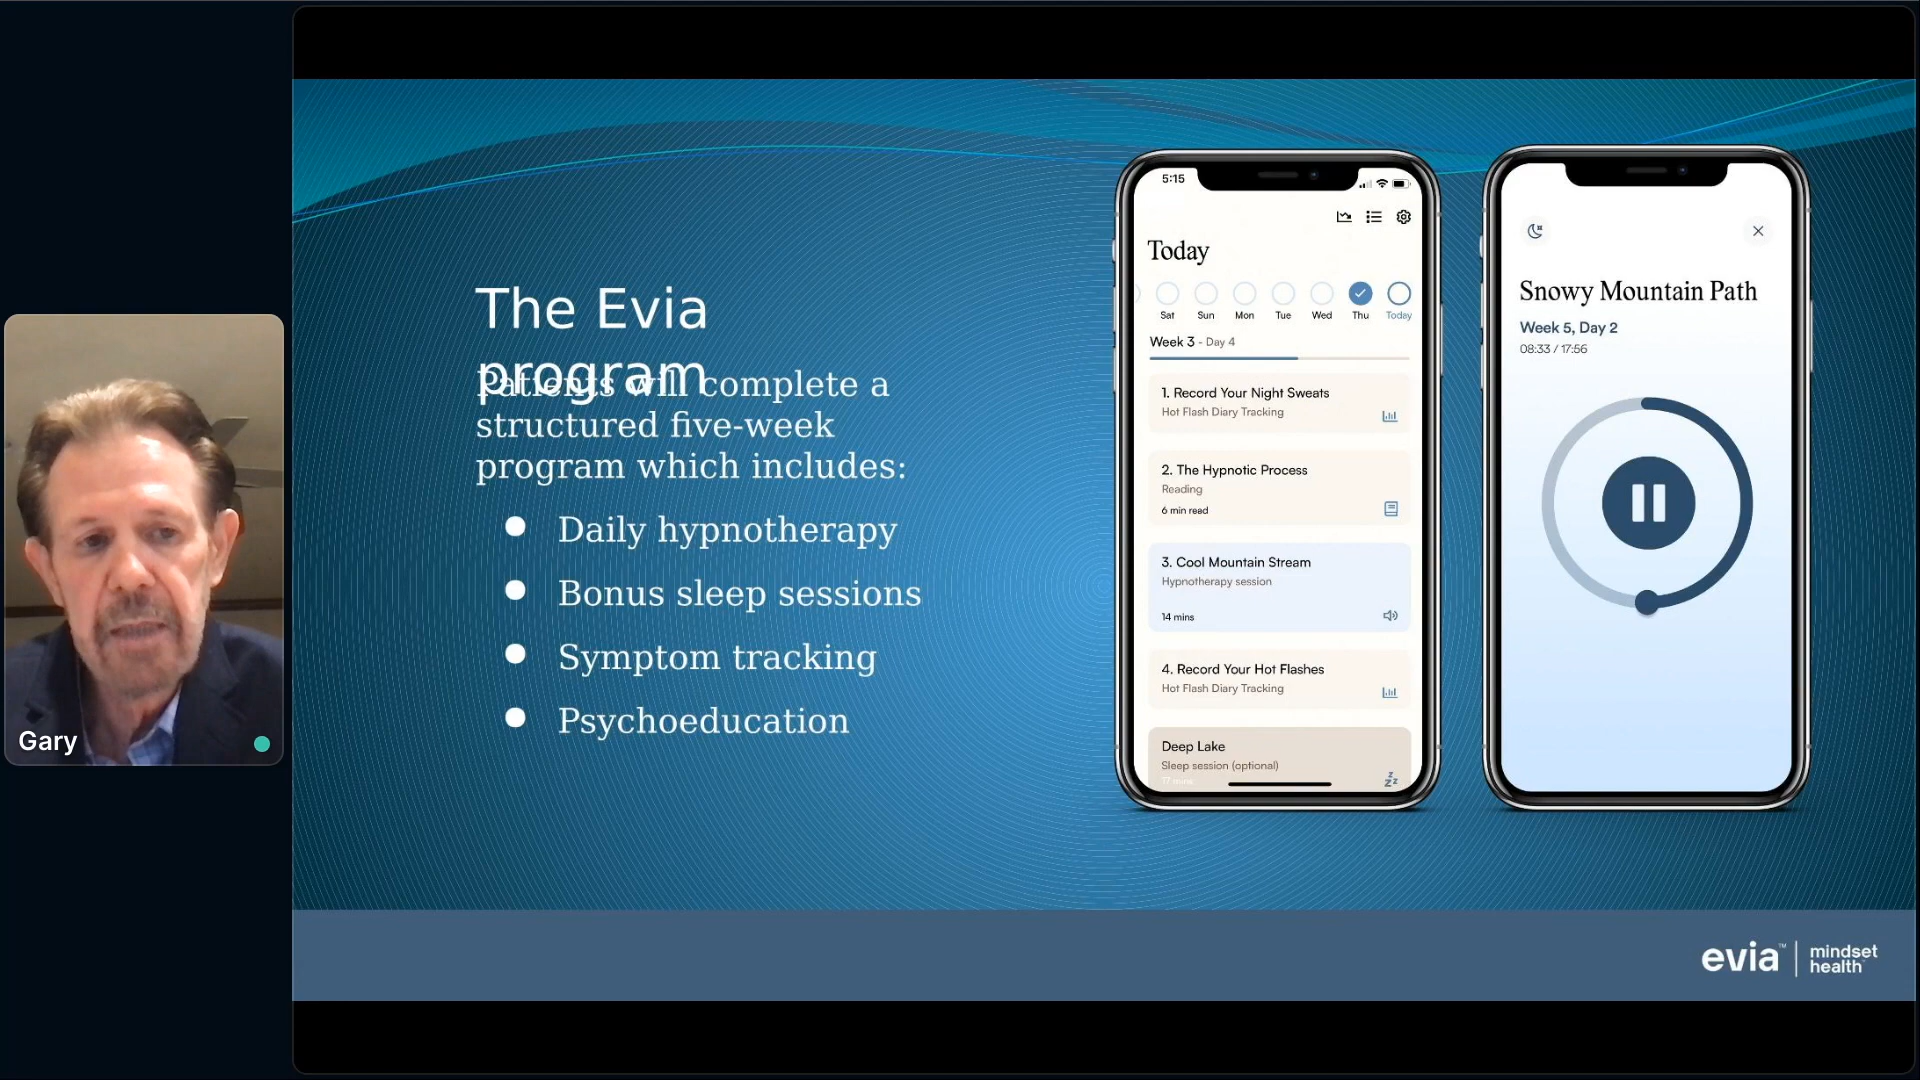 Gary
The Evia
program
Patients will complete a
structured five-week
program which includes:
Daily hypnotherapy
Bonus sleep sessions
Symptom tracking
Psychoeducation
5:15
Today
Sat Sun Mon Tue Wed Thu Today
Week 3 - Day 4
1. Record Your Night Sweats
Hot Flash Diary Tracking
2. The Hypnotic Process
Reading
6 min read
3. Cool Mountain Stream
Hypnotherapy session
14 mins
4. Record Your Hot Flashes
Hot Flash Diary Tracking
Deep Lake
Sleep session (optional)
17 mins
Snowy Mountain Path
Week 5, Day 2
08:33 / 17:56
evia™
mindset
health